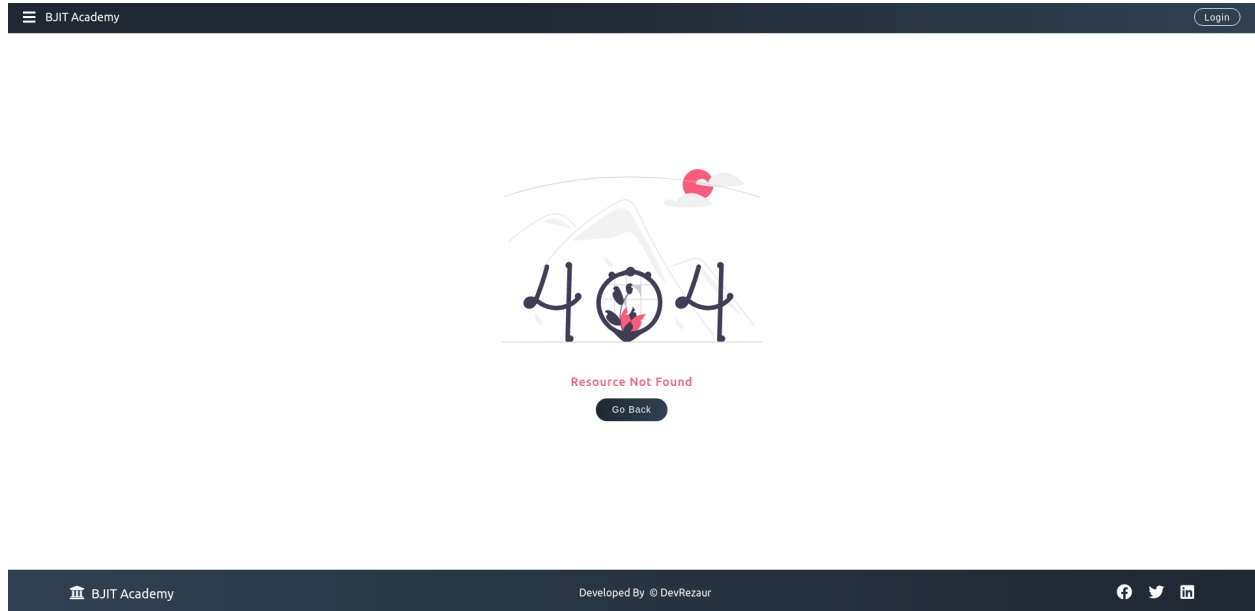 BJIT Academy
Login
404
Resource Not Found
Go Back
BJIT Academy
Developed By © DevRezaur